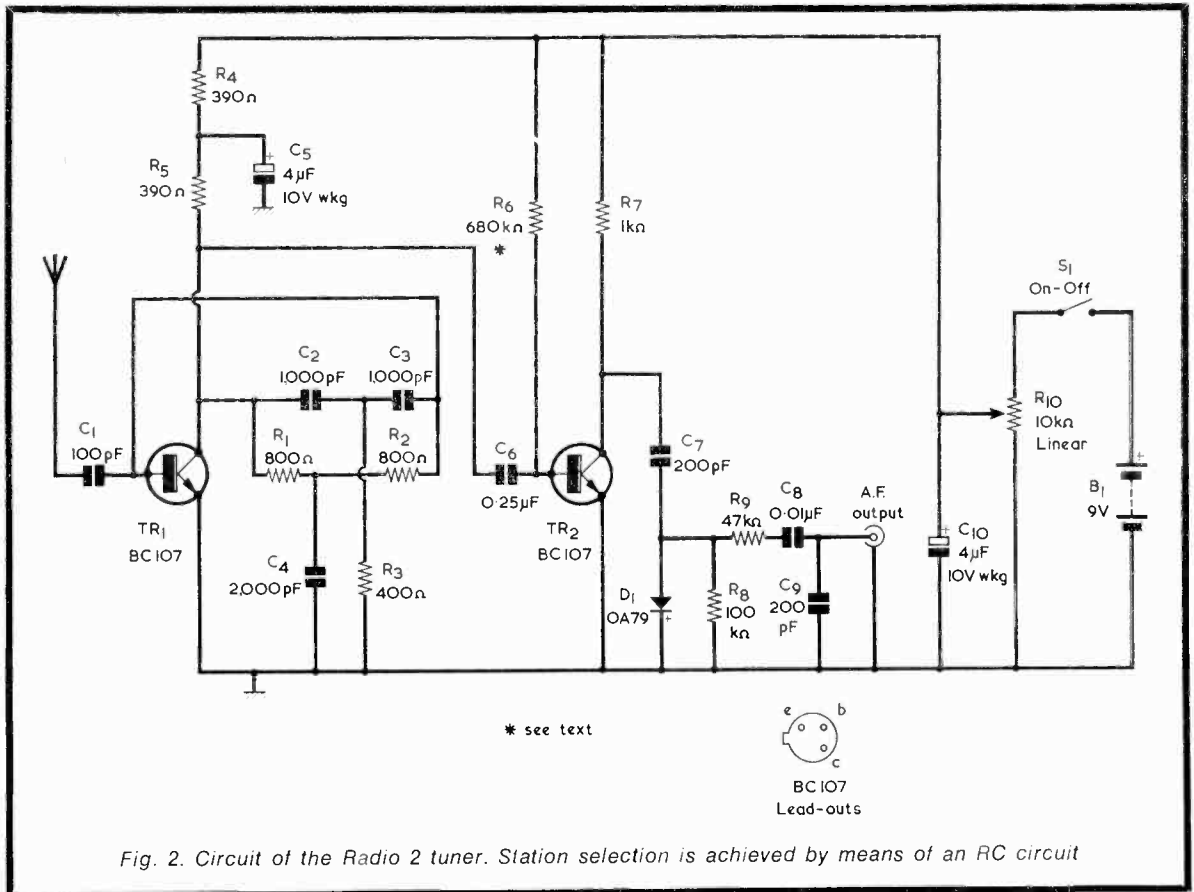 R4
390Ω
R5
390Ω
C5
4μF
10V wkg
+
R6
680kΩ
*
R7
1kΩ
S1
On-Off
C2
1,000pF
C3
1,000pF
C1
100pF
R1
800Ω
R2
800Ω
C6
0·25μF
C7
200pF
R10
10kΩ
Linear
+
B1
9V
TR1
BC107
TR2
BC107
R9
47kΩ
C8
0·01μF
A.F.
output
C4
2,000pF
R3
400Ω
D1
OA79
+
R8
100
kΩ
C9
200
pF
+
C10
4μF
10V wkg
* see text
e
b
c
BC107
Lead-outs
Fig. 2. Circuit of the Radio 2 tuner. Station selection is achieved by means of an RC circuit